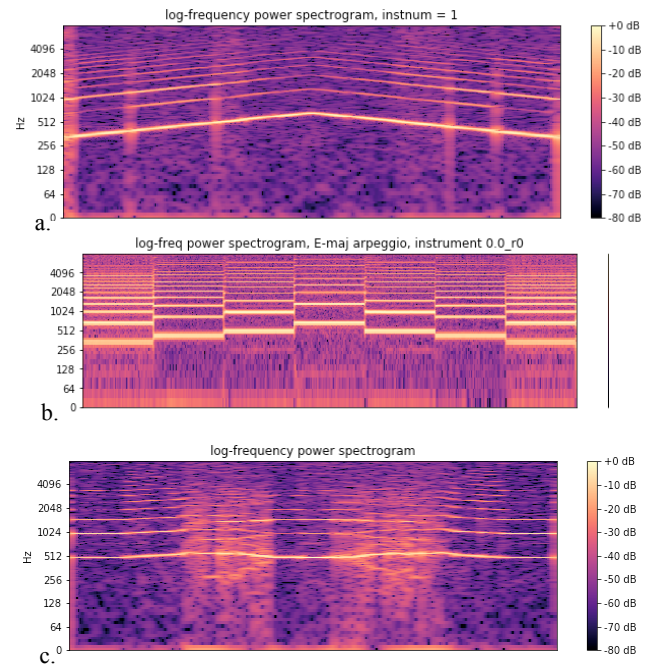 log-frequency power spectrogram, instnum = 1
4096
2048
1024
512
256
128
64
0
Hz
+0 dB
-10 dB
-20 dB
-30 dB
-40 dB
-50 dB
-60 dB
-70 dB
-80 dB
a.
log-freq power spectrogram, E-maj arpeggio, instrument 0.0_r0
4096
2048
1024
512
256
128
64
0
b.
log-frequency power spectrogram
4096
2048
1024
512
256
128
64
0
Hz
+0 dB
-10 dB
-20 dB
-30 dB
-40 dB
-50 dB
-60 dB
-70 dB
-80 dB
c.